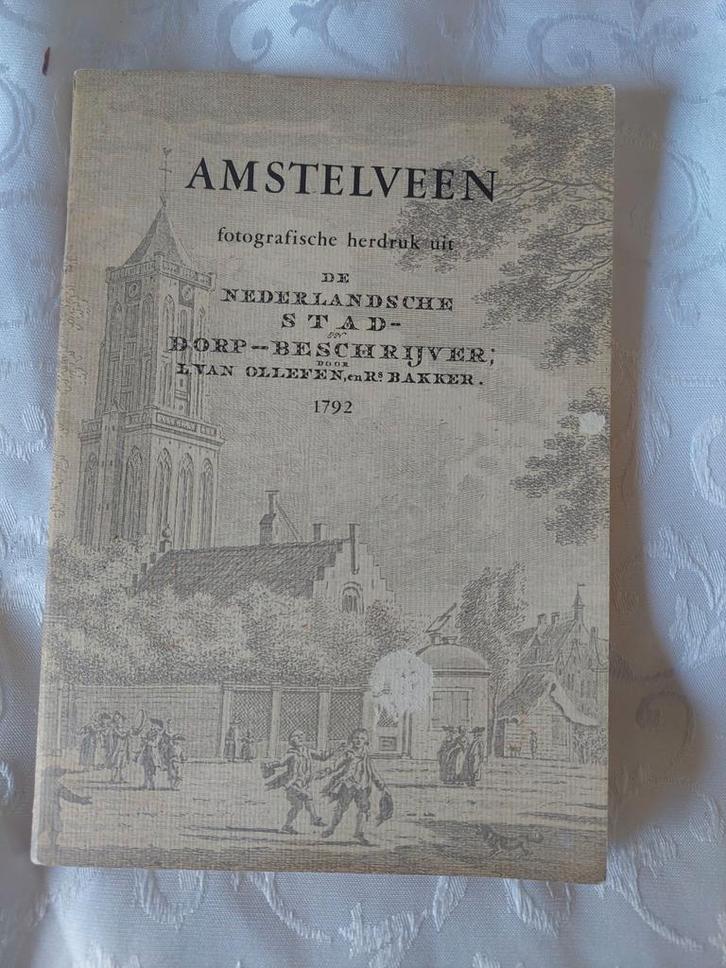 AMSTELVEEN
fotografische herdruk uit
DE
NEDERLANDSCHE
STAD-
en
DORP-BESCHRIJVER;
DOOR
L. VAN OLLEFEN, en Rs BAKKER.
1792